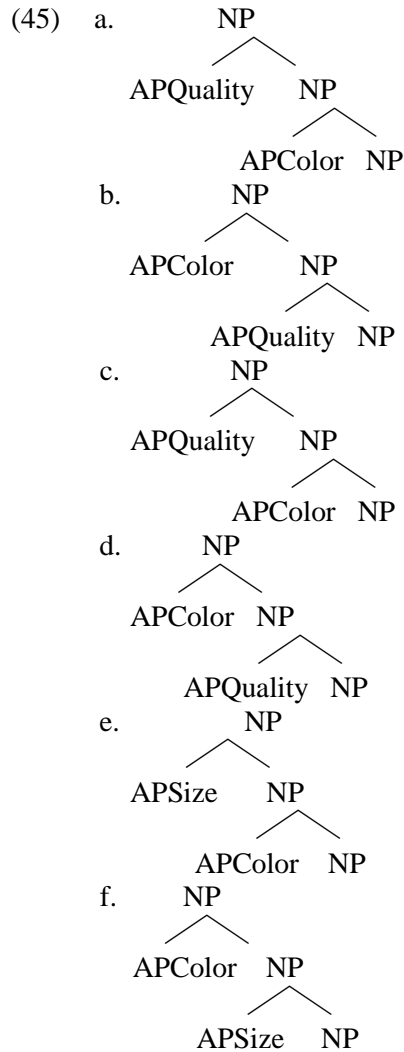 (45) a. NP
APQuality NP
APColor NP
b. NP
APColor NP
APQuality NP
c. NP
APQuality NP
APColor NP
d. NP
APColor NP
APQuality NP
e. NP
APSize NP
APColor NP
f. NP
APColor NP
APSize NP